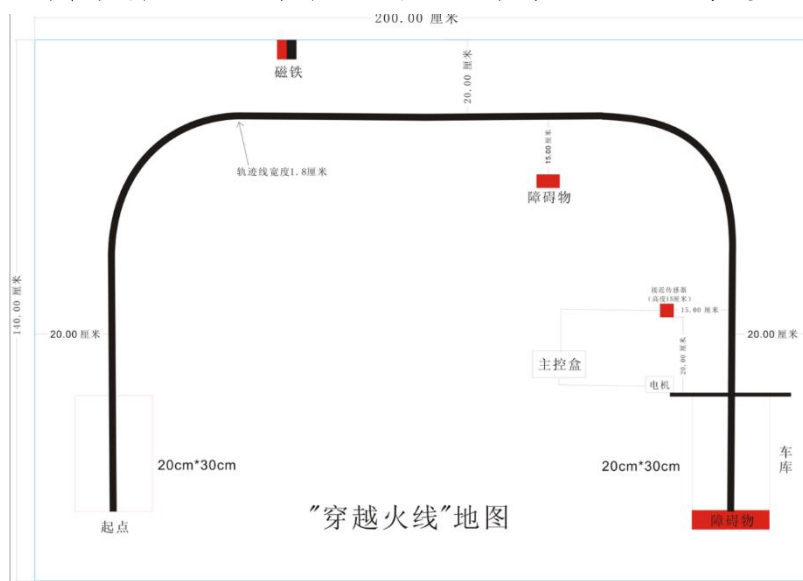 200.00 厘米
磁铁
20.00 厘米
轨迹线宽度1.8厘米
15.00 厘米
障碍物
140.00 厘米
接近传感器
(高度15厘米)
15.00 厘米
20.00 厘米
20.00 厘米
主控盒
20.00 厘米
电机
20cm*30cm
20cm*30cm
车库
起点
"穿越火线"地图
障碍物